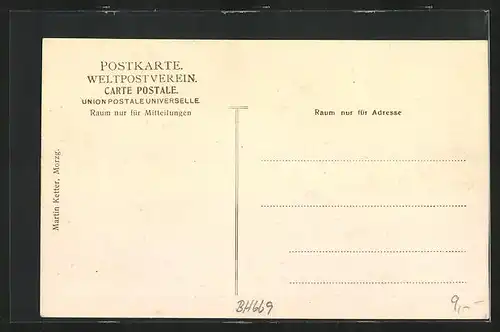 POSTKARTE.
WELTPOSTVEREIN.
CARTE POSTALE.
UNION POSTALE UNIVERSELLE
Raum nur für Mitteilungen
Raum nur für Adresse
Martin Ketter, Morzg.
BH669
9,-